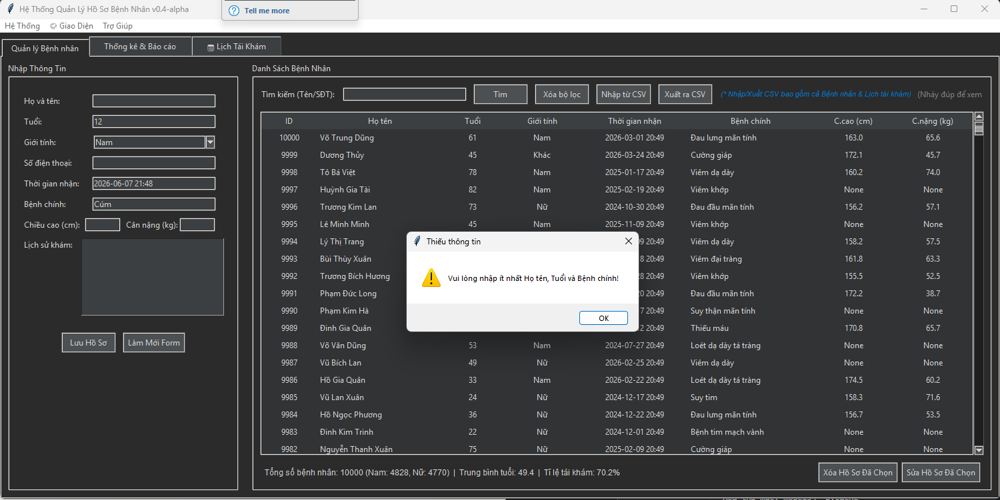 Hệ Thống Quản Lý Hồ Sơ Bệnh Nhân v0.4-alpha
Tell me more
Hệ Thống Giao Diện Trợ Giúp
Quản lý Bệnh nhân Thống kê & Báo cáo Lịch Tái Khám
Nhập Thông Tin
Họ và tên:
Tuổi: 12
Giới tính: Nam
Số điện thoại:
Thời gian nhận: 2026-06-07 21:48
Bệnh chính: Cúm
Chiều cao (cm): Cân nặng (kg):
Lịch sử khám:
Lưu Hồ Sơ Làm Mới Form
Danh Sách Bệnh Nhân
Tìm kiếm (Tên/SĐT): Tìm Xóa bộ lọc Nhập từ CSV Xuất ra CSV (* Nhập/Xuất CSV bao gồm cả Bệnh nhân & Lịch tái khám) (Nháy đúp để xem
ID Họ tên Tuổi Giới tính Thời gian nhận Bệnh chính C.cao (cm) C.nặng (kg)
10000 Võ Trung Dũng 61 Nam 2026-03-01 20:49 Đau lưng mãn tính 163.0 65.6
9999 Dương Thủy 45 Khác 2026-03-24 20:49 Cường giáp 172.1 45.7
9998 Tô Bá Việt 78 Nam 2025-01-17 20:49 Viêm dạ dày 160.2 74.0
9997 Huỳnh Gia Tài 82 Nam 2025-02-19 20:49 Viêm khớp None None
9996 Trương Kim Lan 73 Nữ 2024-10-30 20:49 Đau đầu mãn tính 156.2 57.1
9995 Lê Minh Minh 45 Nam 2025-11-09 20:49 Viêm khớp None None
9994 Lý Thị Trang 20:49 Viêm dạ dày 158.2 57.5
9993 Bùi Thùy Xuân 20:49 Viêm đại tràng 161.8 63.3
9992 Trương Bích Hương 20:49 Viêm khớp 155.5 52.5
9991 Phạm Đức Long 20:49 Đau đầu mãn tính 172.2 38.7
9990 Phạm Kim Hà 20:49 Suy thận mãn tính None None
9989 Đinh Gia Quân 20:49 Thiếu máu 170.8 65.7
9988 Võ Văn Dũng 53 Nam 2024-07-27 20:49 Loét dạ dày tá tràng None None
9987 Vũ Bích Lan 49 Nữ 2026-02-25 20:49 Viêm dạ dày None None
9986 Hồ Gia Quân 33 Nam 2026-02-22 20:49 Loét dạ dày tá tràng 174.5 60.2
9985 Vũ Lan Xuân 24 Nữ 2024-12-17 20:49 Suy tim 158.3 71.6
9984 Hồ Ngọc Phương 36 Nữ 2024-12-22 20:49 Đau lưng mãn tính 156.7 53.5
9983 Đinh Kim Trinh 22 Nữ 2024-12-01 20:49 Bệnh tim mạch vành None None
9982 Nguyễn Thanh Xuân 75 Nữ 2025-02-09 20:49 Cường giáp None None
Thiếu thông tin
Vui lòng nhập ít nhất Họ tên, Tuổi và Bệnh chính!
OK
Tổng số bệnh nhân: 10000 (Nam: 4828, Nữ: 4770) | Trung bình tuổi: 49.4 | Tỉ lệ tái khám: 70.2%
Xóa Hồ Sơ Đã Chọn Sửa Hồ Sơ Đã Chọn